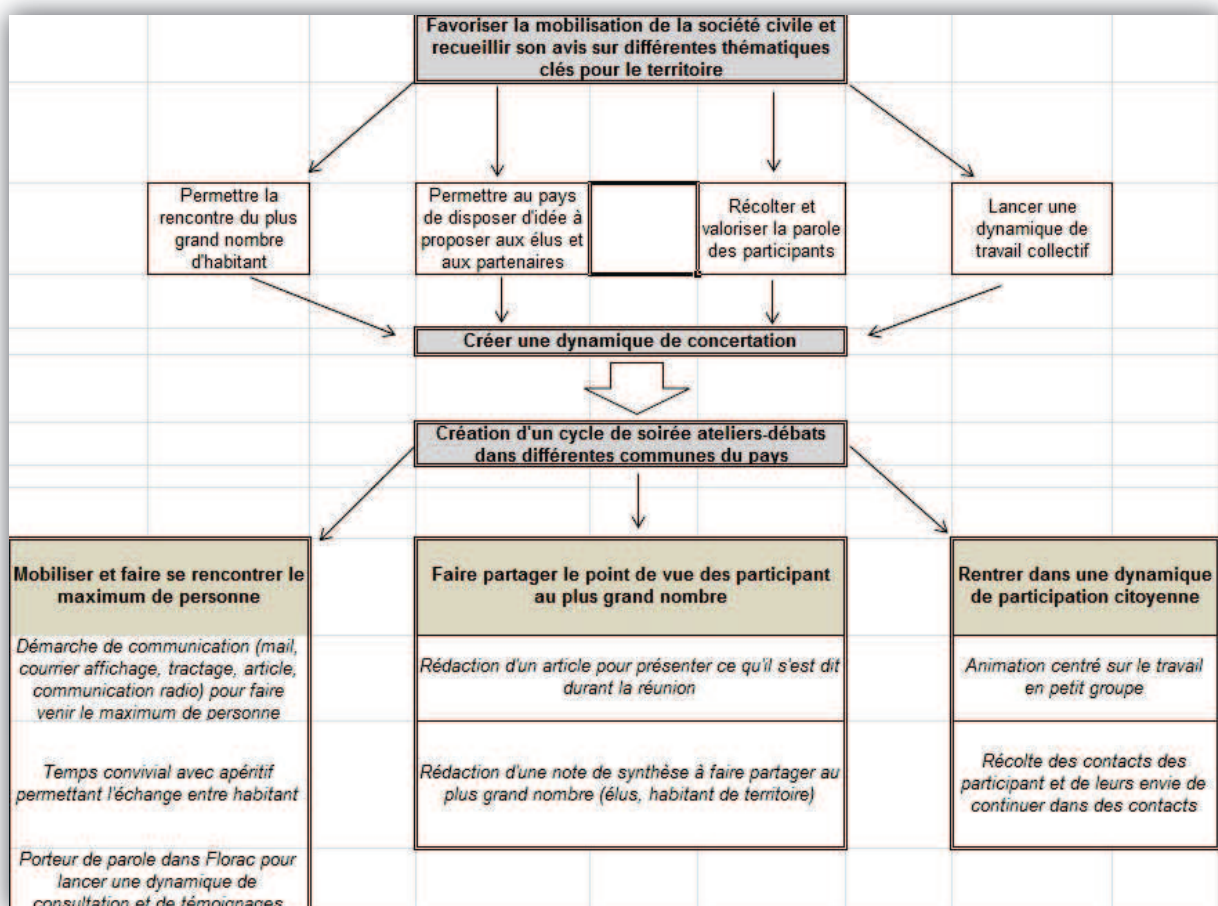 Favoriser la mobilisation de la société civile et
recueillir son avis sur différentes thématiques
clés pour le territoire
Permettre la
rencontre du plus
grand nombre
d'habitant
Permettre au pays
de disposer d'idée à
proposer aux élus et
aux partenaires
Récolter et
valoriser la parole
des participants
Lancer une
dynamique de
travail collectif
Créer une dynamique de concertation
Création d'un cycle de soirée ateliers-débats
dans différentes communes du pays
Mobiliser et faire se rencontrer le
maximum de personne
Démarche de communication (mail,
courrier affichage, tractage, article,
communication radio) pour faire
venir le maximum de personne
Temps convivial avec apéritif
permettant l'échange entre habitant
Porteur de parole dans Florac pour
lancer une dynamique de
consultation et de témoignages
Faire partager le point de vue des participant
au plus grand nombre
Rédaction d'un article pour présenter ce qu'il s'est dit
durant la réunion
Rédaction d'une note de synthèse à faire partager au
plus grand nombre (élus, habitant de territoire)
Rentrer dans une dynamique
de participation citoyenne
Animation centré sur le travail
en petit groupe
Récolte des contacts des
participant et de leurs envie de
continuer dans des contacts